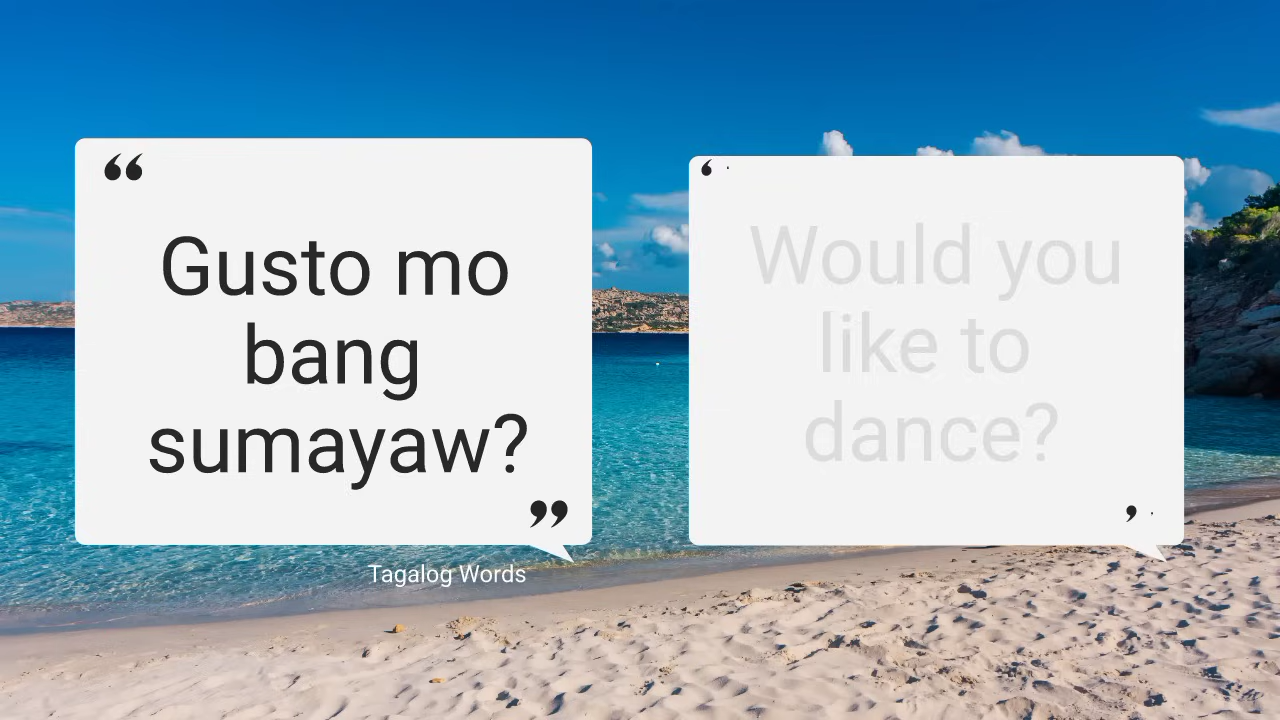 Gusto mo
bang
sumayaw?
Tagalog Words
Would you
like to
dance?